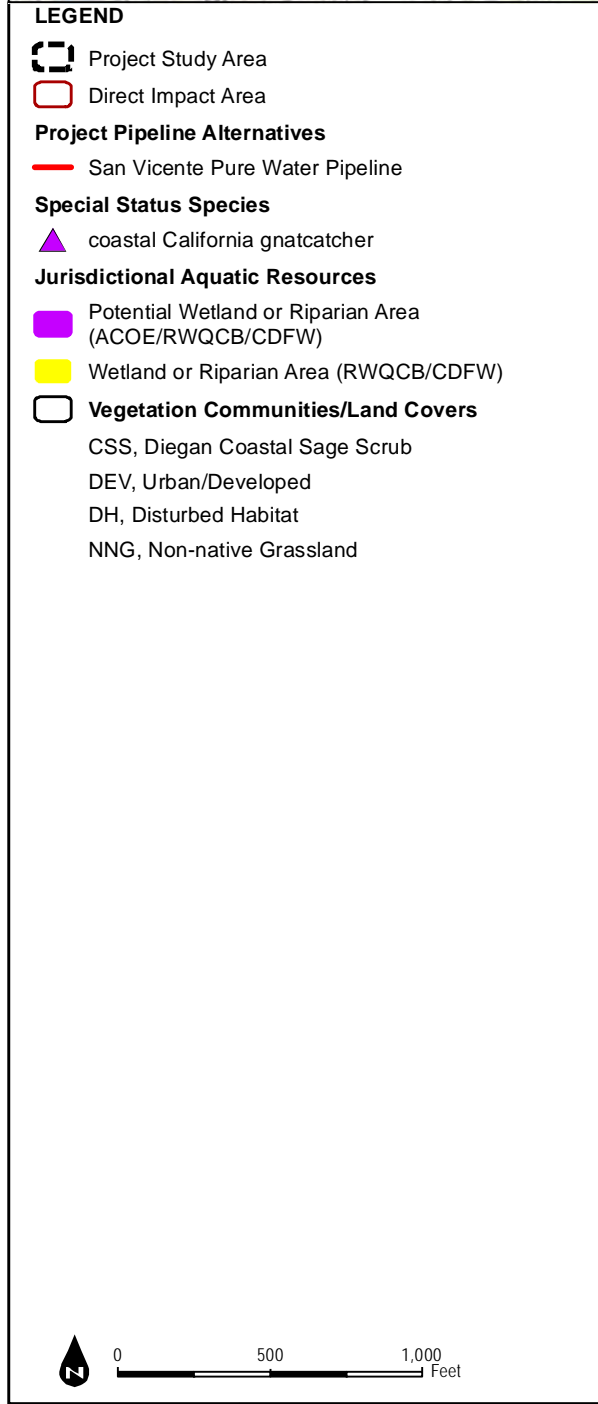 LEGEND
Project Study Area
Direct Impact Area
Project Pipeline Alternatives
San Vicente Pure Water Pipeline
Special Status Species
coastal California gnatcatcher
Jurisdictional Aquatic Resources
Potential Wetland or Riparian Area
(ACOE/RWQCB/CDFW)
Wetland or Riparian Area (RWQCB/CDFW)
Vegetation Communities/Land Covers
CSS, Diegan Coastal Sage Scrub
DEV, Urban/Developed
DH, Disturbed Habitat
NNG, Non-native Grassland
N
0 500 1,000
Feet